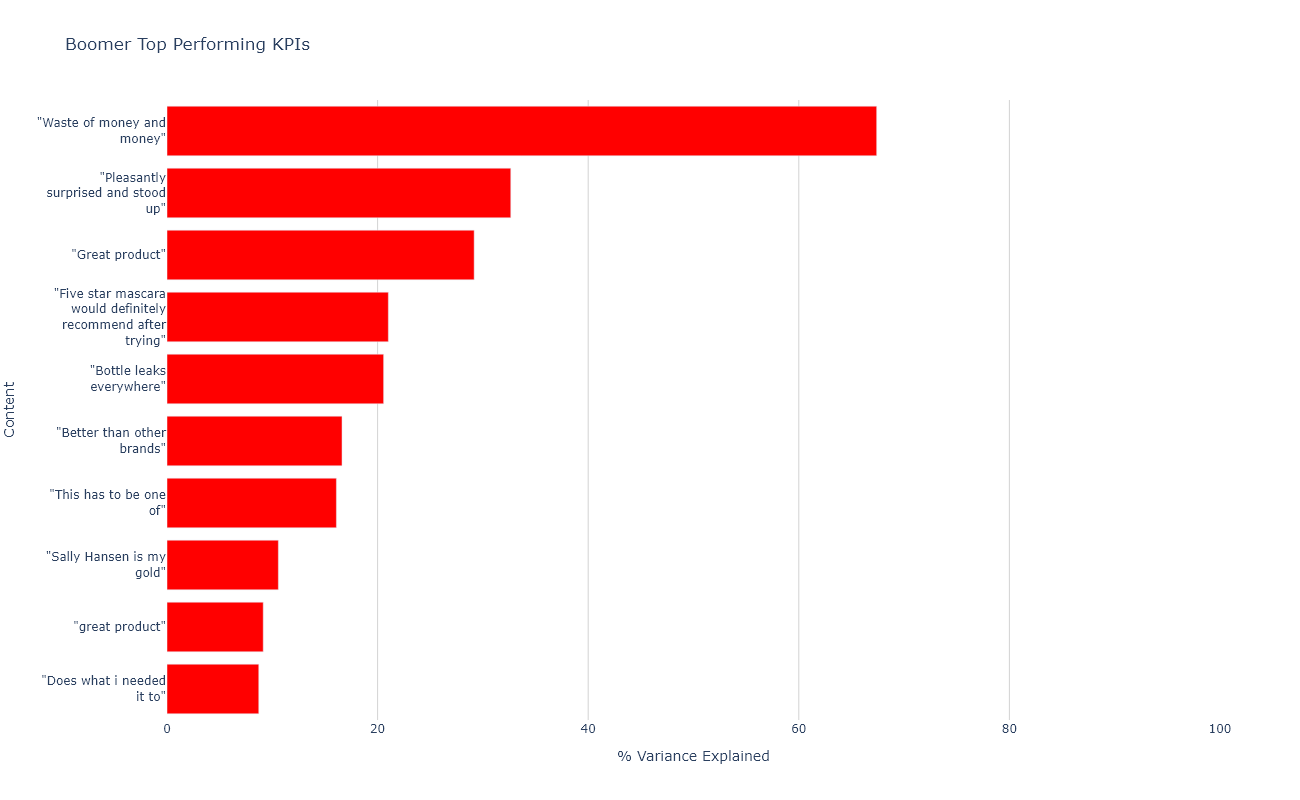 Boomer Top Performing KPIs
"Waste of money and
money"
"Pleasantly
surprised and stood
up"
"Great product"
"Five star mascara
would definitely
recommend after
trying"
"Bottle leaks
everywhere"
"Better than other
brands"
"This has to be one
of"
"Sally Hansen is my
gold"
"great product"
"Does what i needed
it to"
Content
0 20 40 60 80 100
% Variance Explained